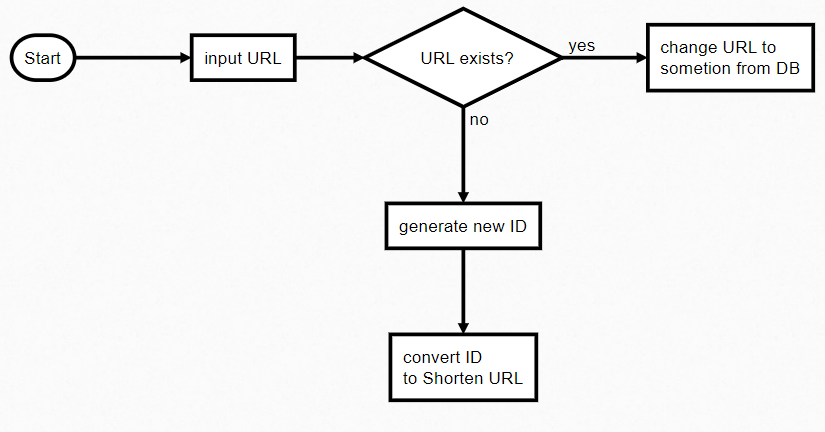 Start
input URL
URL exists?
yes
change URL to
sometion from DB
no
generate new ID
convert ID
to Shorten URL